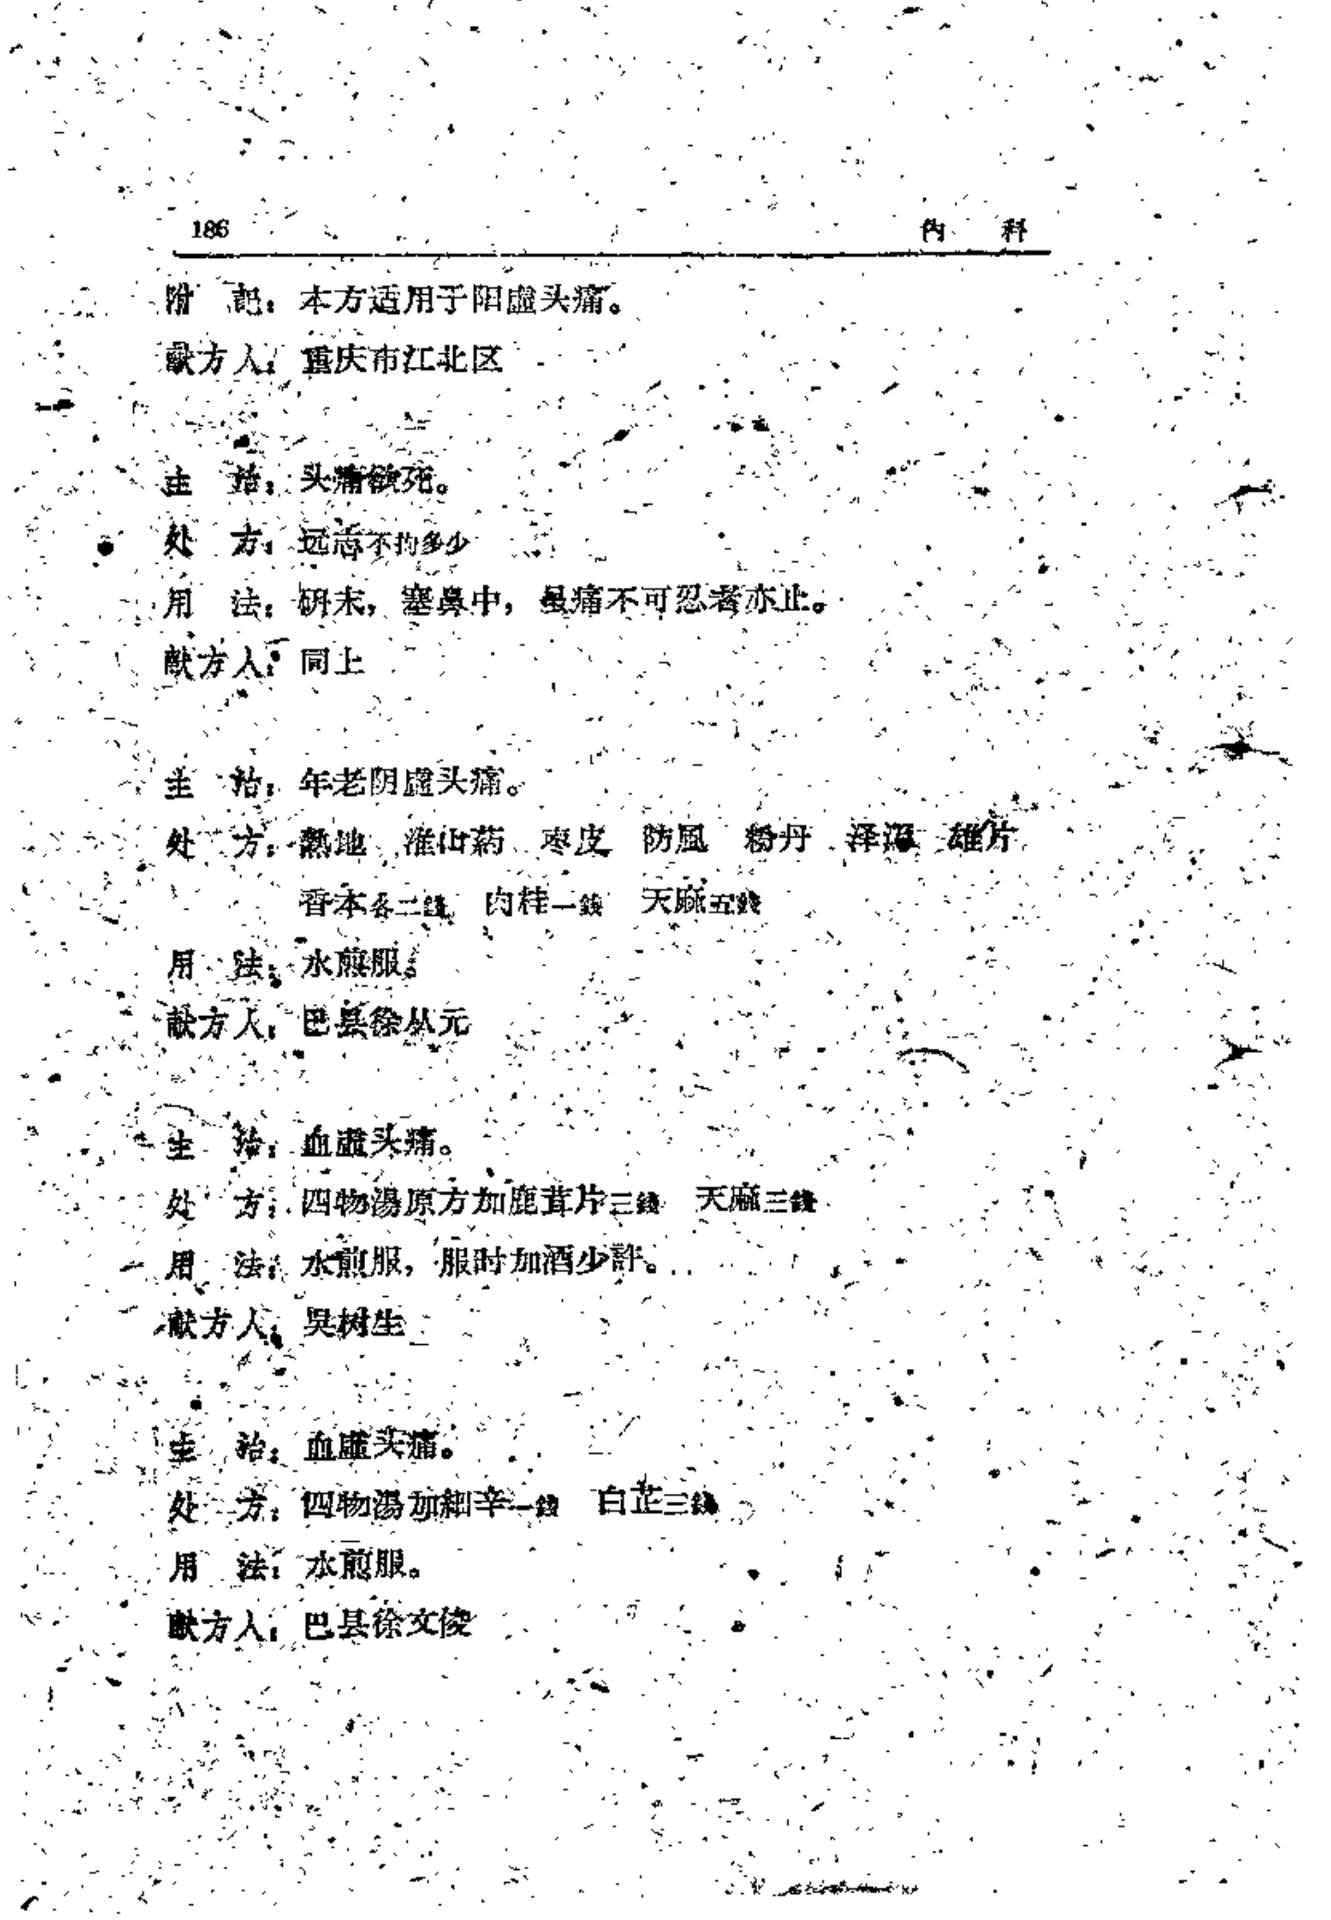 186 内 科
附 記：本方适用于阳虛头痛。
献方人：重庆市江北区
主 治：头痛欲死。
处 方：远志不拘多少
用 法：研末，塞鼻中，虽痛不可忍者亦止。
献方人：同上
主 治：年老阴虛头痛。
处 方：熟地 淮山药 枣皮 防風 粉丹 泽泻 雄片
香本各二錢 肉桂一錢 天麻五錢
用 法：水煎服。
献方人：巴县徐从元
主 治：血虛头痛。
处 方：四物湯原方加鹿茸片三錢 天麻三錢
用 法：水煎服，服时加酒少許。
献方人：吳树生
主 治：血虛头痛。
处 方：四物湯加細辛一錢 白芷三錢
用 法：水煎服。
献方人：巴县徐文俊